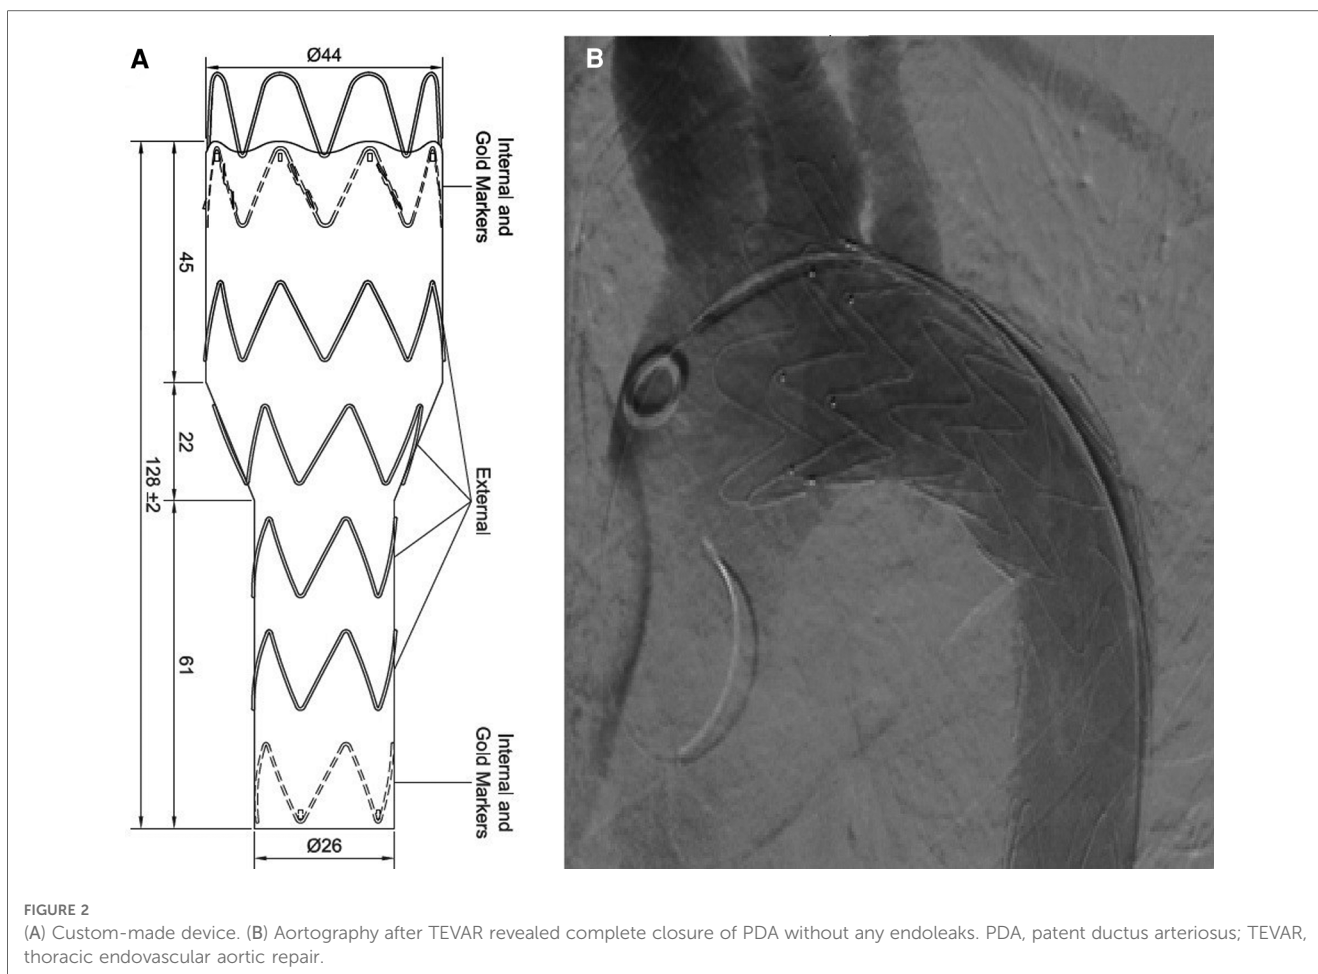 A
Ø44
Internal and
Gold Markers
45
22
128 ±2
External
61
Internal and
Gold Markers
Ø26
B
FIGURE 2
(A) Custom-made device. (B) Aortography after TEVAR revealed complete closure of PDA without any endoleaks. PDA, patent ductus arteriosus; TEVAR,
thoracic endovascular aortic repair.